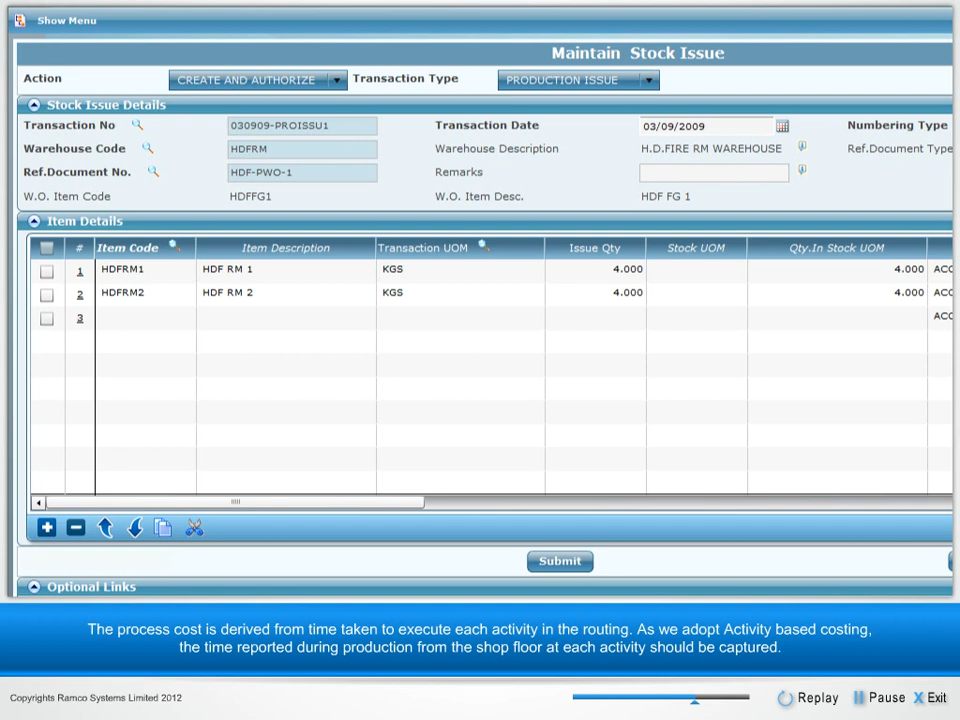 Show Menu
Maintain Stock Issue
Action CREATE AND AUTHORIZE Transaction Type PRODUCTION ISSUE
Stock Issue Details
Transaction No 030909-PROISSU1 Transaction Date 03/09/2009 Numbering Type
Warehouse Code HDFRM Warehouse Description H.D.FIRE RM WAREHOUSE Ref.Document Type
Ref.Document No. HDF-PWO-1 Remarks
W.O. Item Code HDFFG1 W.O. Item Desc. HDF FG 1
Item Details
# Item Code Item Description Transaction UOM Issue Qty Stock UOM Qty.In Stock UOM
1 HDFRM1 HDF RM 1 KGS 4.000 4.000 ACC
2 HDFRM2 HDF RM 2 KGS 4.000 4.000 ACC
3 ACC
Submit
Optional Links
The process cost is derived from time taken to execute each activity in the routing. As we adopt Activity based costing,
the time reported during production from the shop floor at each activity should be captured.
Copyrights Ramco Systems Limited 2012 Replay Pause X Exit